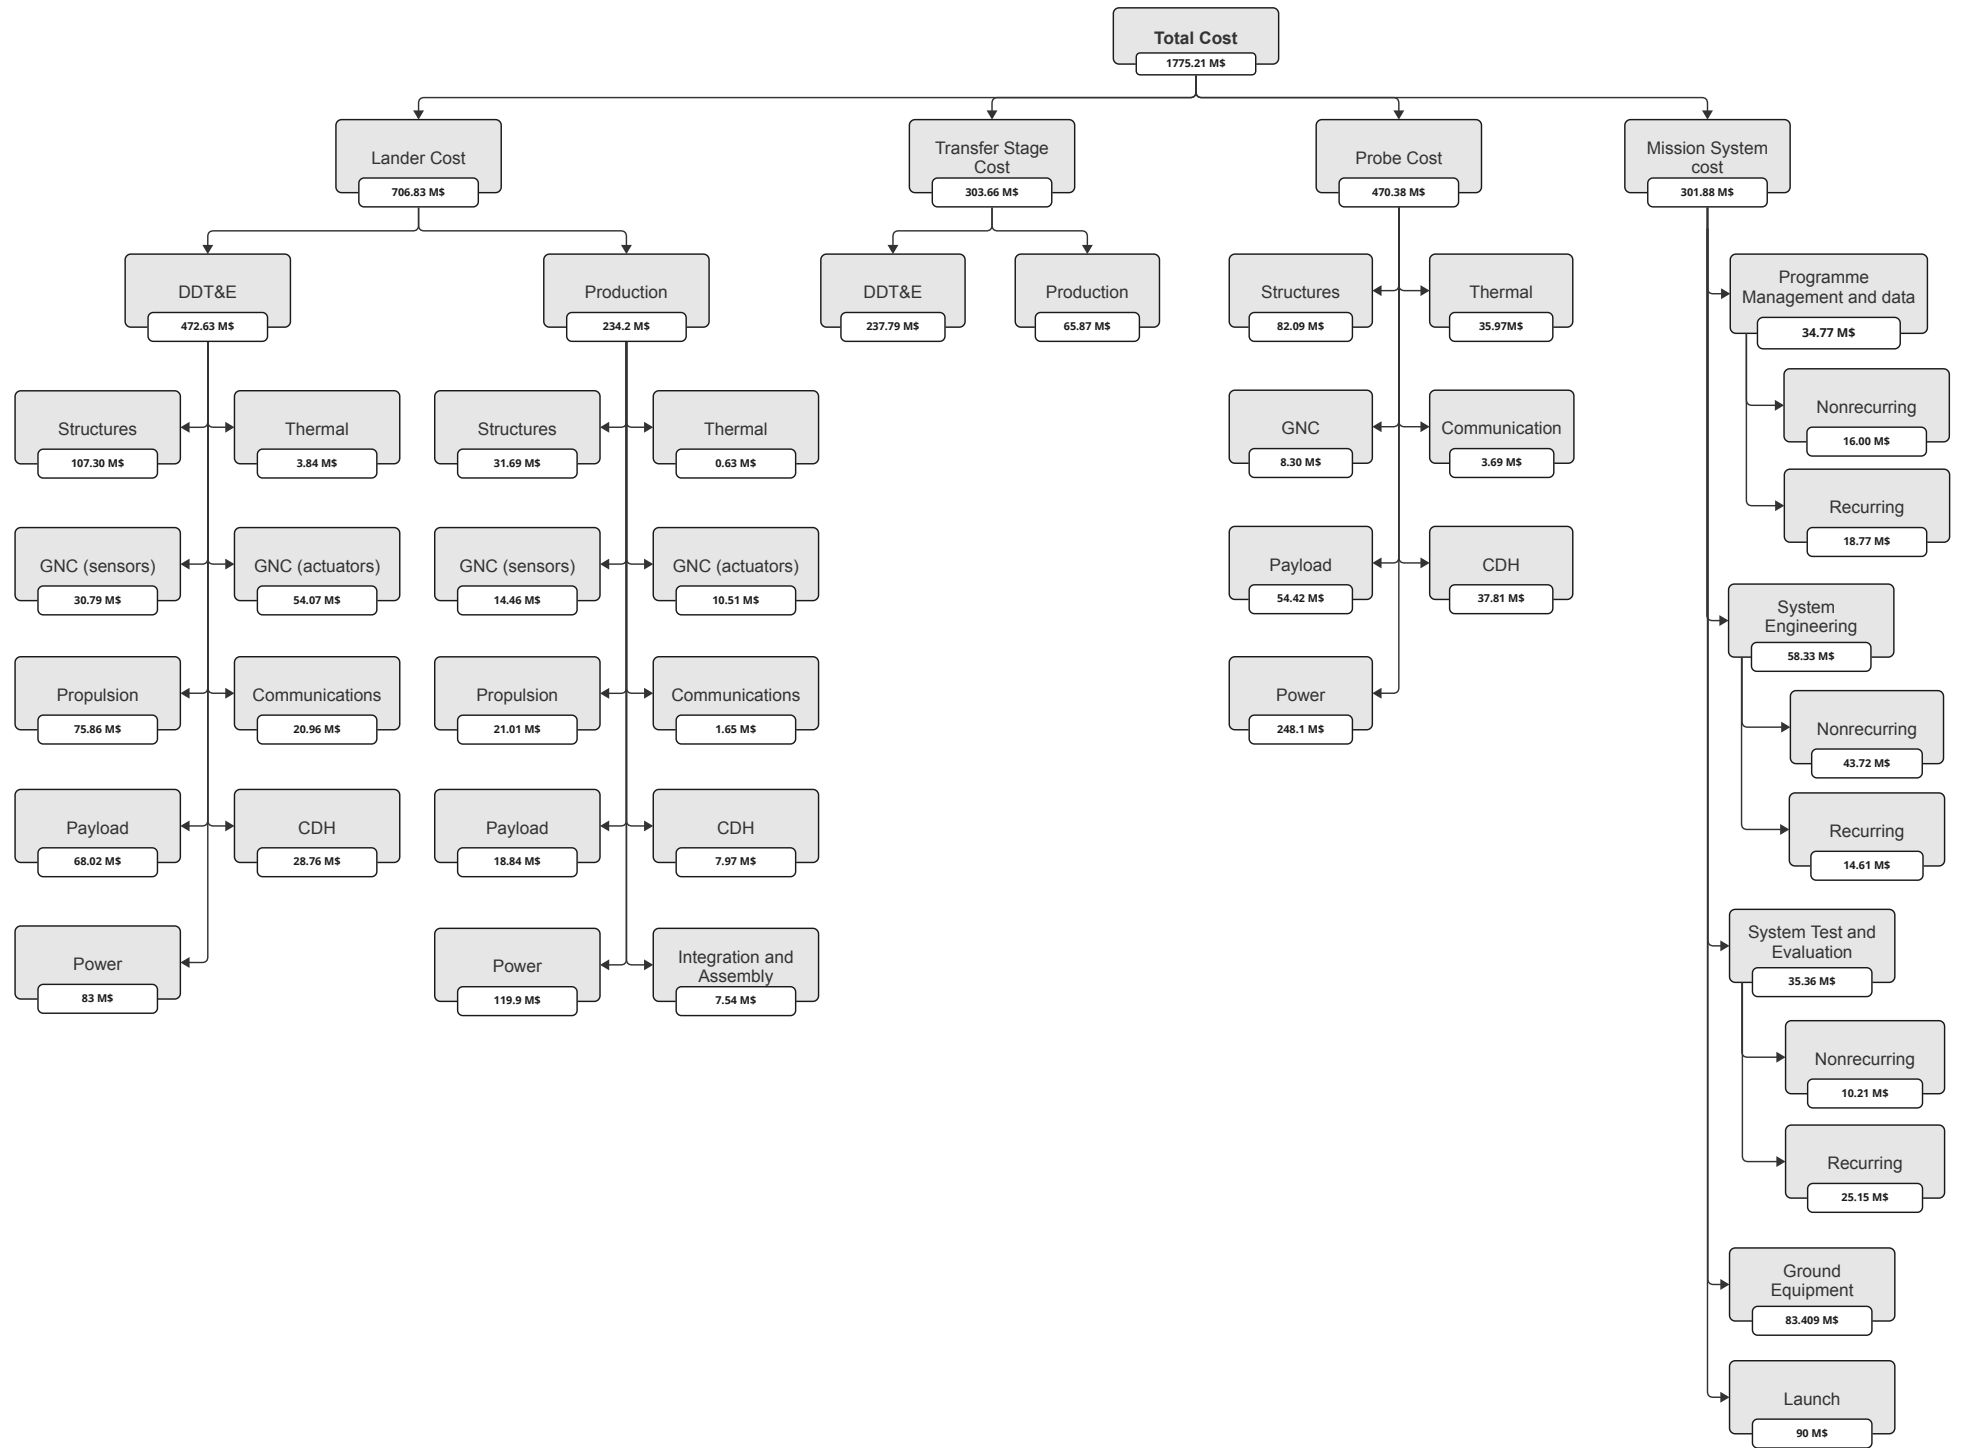 Total Cost
1775.21 M$
Lander Cost
706.83 M$
Transfer Stage
Cost
303.66 M$
Probe Cost
470.38 M$
Mission System
cost
301.88 M$
DDT&E
472.63 M$
Production
234.2 M$
DDT&E
237.79 M$
Production
65.87 M$
Structures
107.30 M$
Thermal
3.84 M$
GNC (sensors)
30.79 M$
GNC (actuators)
54.07 M$
Propulsion
75.86 M$
Communications
20.96 M$
Payload
68.02 M$
CDH
28.76 M$
Power
83 M$
Structures
31.69 M$
Thermal
0.63 M$
GNC (sensors)
14.46 M$
GNC (actuators)
10.51 M$
Propulsion
21.01 M$
Communications
1.65 M$
Payload
18.84 M$
CDH
7.97 M$
Power
119.9 M$
Integration and
Assembly
7.54 M$
Structures
82.09 M$
Thermal
35.97M$
GNC
8.30 M$
Communication
3.69 M$
Payload
54.42 M$
CDH
37.81 M$
Power
248.1 M$
Programme
Management and data
34.77 M$
Nonrecurring
16.00 M$
Recurring
18.77 M$
System
Engineering
58.33 M$
Nonrecurring
43.72 M$
Recurring
14.61 M$
System Test and
Evaluation
35.36 M$
Nonrecurring
10.21 M$
Recurring
25.15 M$
Ground
Equipment
83.409 M$
Launch
90 M$